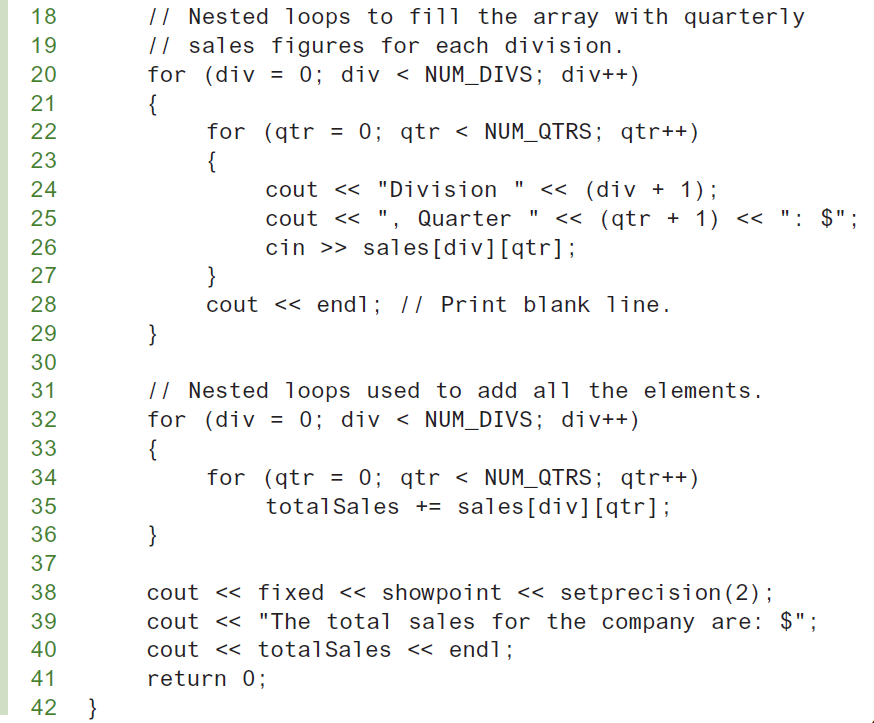 18 // Nested loops to fill the array with quarterly
19 // sales figures for each division.
20 for (div = 0; div < NUM_DIVS; div++)
21 {
22 for (qtr = 0; qtr < NUM_QTRS; qtr++)
23 {
24 cout << "Division " << (div + 1);
25 cout << ", Quarter " << (qtr + 1) << ": $";
26 cin >> sales[div][qtr];
27 }
28 cout << endl; // Print blank line.
29 }
30
31 // Nested loops used to add all the elements.
32 for (div = 0; div < NUM_DIVS; div++)
33 {
34 for (qtr = 0; qtr < NUM_QTRS; qtr++)
35 totalSales += sales[div][qtr];
36 }
37
38 cout << fixed << showpoint << setprecision(2);
39 cout << "The total sales for the company are: $";
40 cout << totalSales << endl;
41 return 0;
42 }